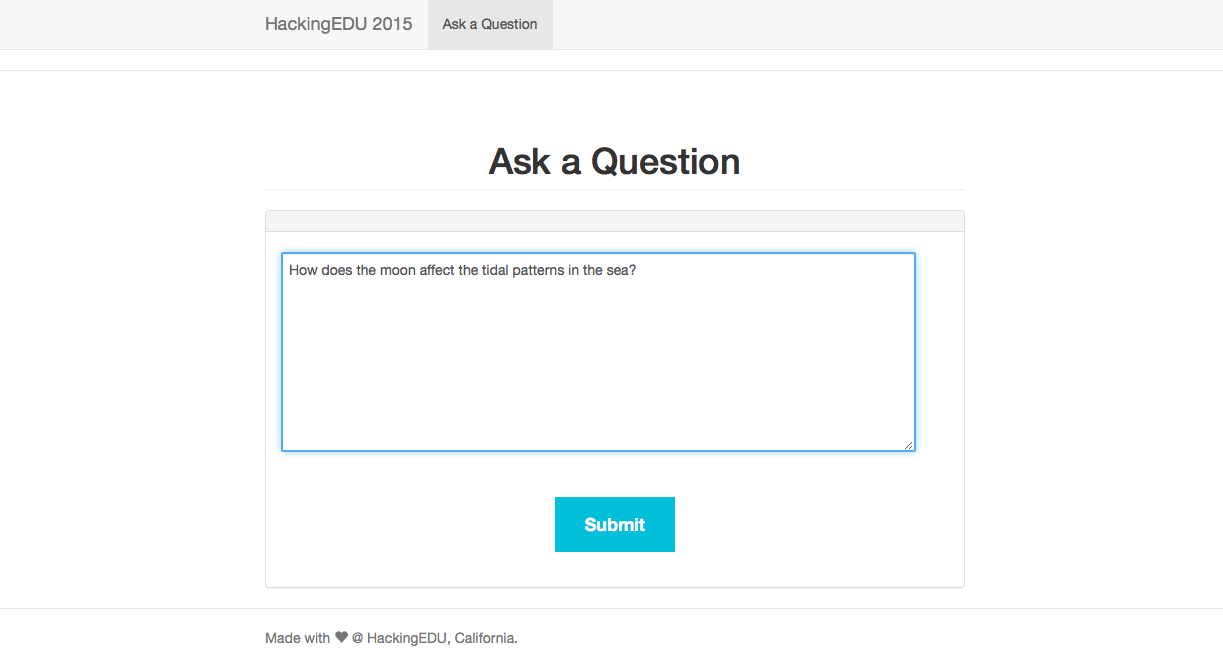 HackingEDU 2015 Ask a Question
Ask a Question
How does the moon affect the tidal patterns in the sea?
Submit
Made with ♥ @ HackingEDU, California.